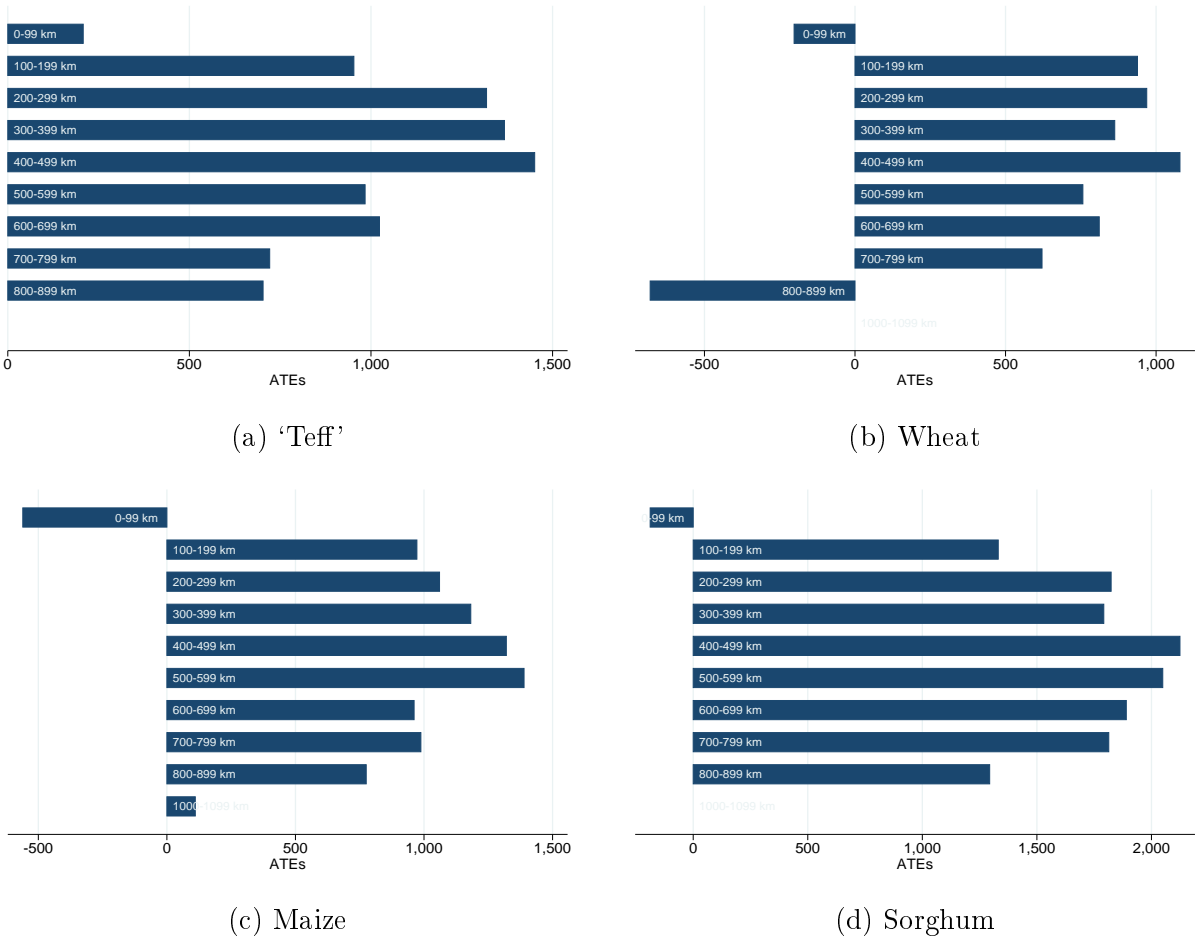 0-99 km
100-199 km
200-299 km
300-399 km
400-499 km
500-599 km
600-699 km
700-799 km
800-899 km
0 500 1,000 1,500
ATEs
(a) ‘Teff’
0-99 km
100-199 km
200-299 km
300-399 km
400-499 km
500-599 km
600-699 km
700-799 km
800-899 km
1000-1099 km
-500 0 500 1,000
ATEs
(b) Wheat
0-99 km
100-199 km
200-299 km
300-399 km
400-499 km
500-599 km
600-699 km
700-799 km
800-899 km
1000-1099 km
-500 0 500 1,000 1,500
ATEs
(c) Maize
0-99 km
100-199 km
200-299 km
300-399 km
400-499 km
500-599 km
600-699 km
700-799 km
800-899 km
1000-1099 km
0 500 1,000 1,500 2,000
ATEs
(d) Sorghum